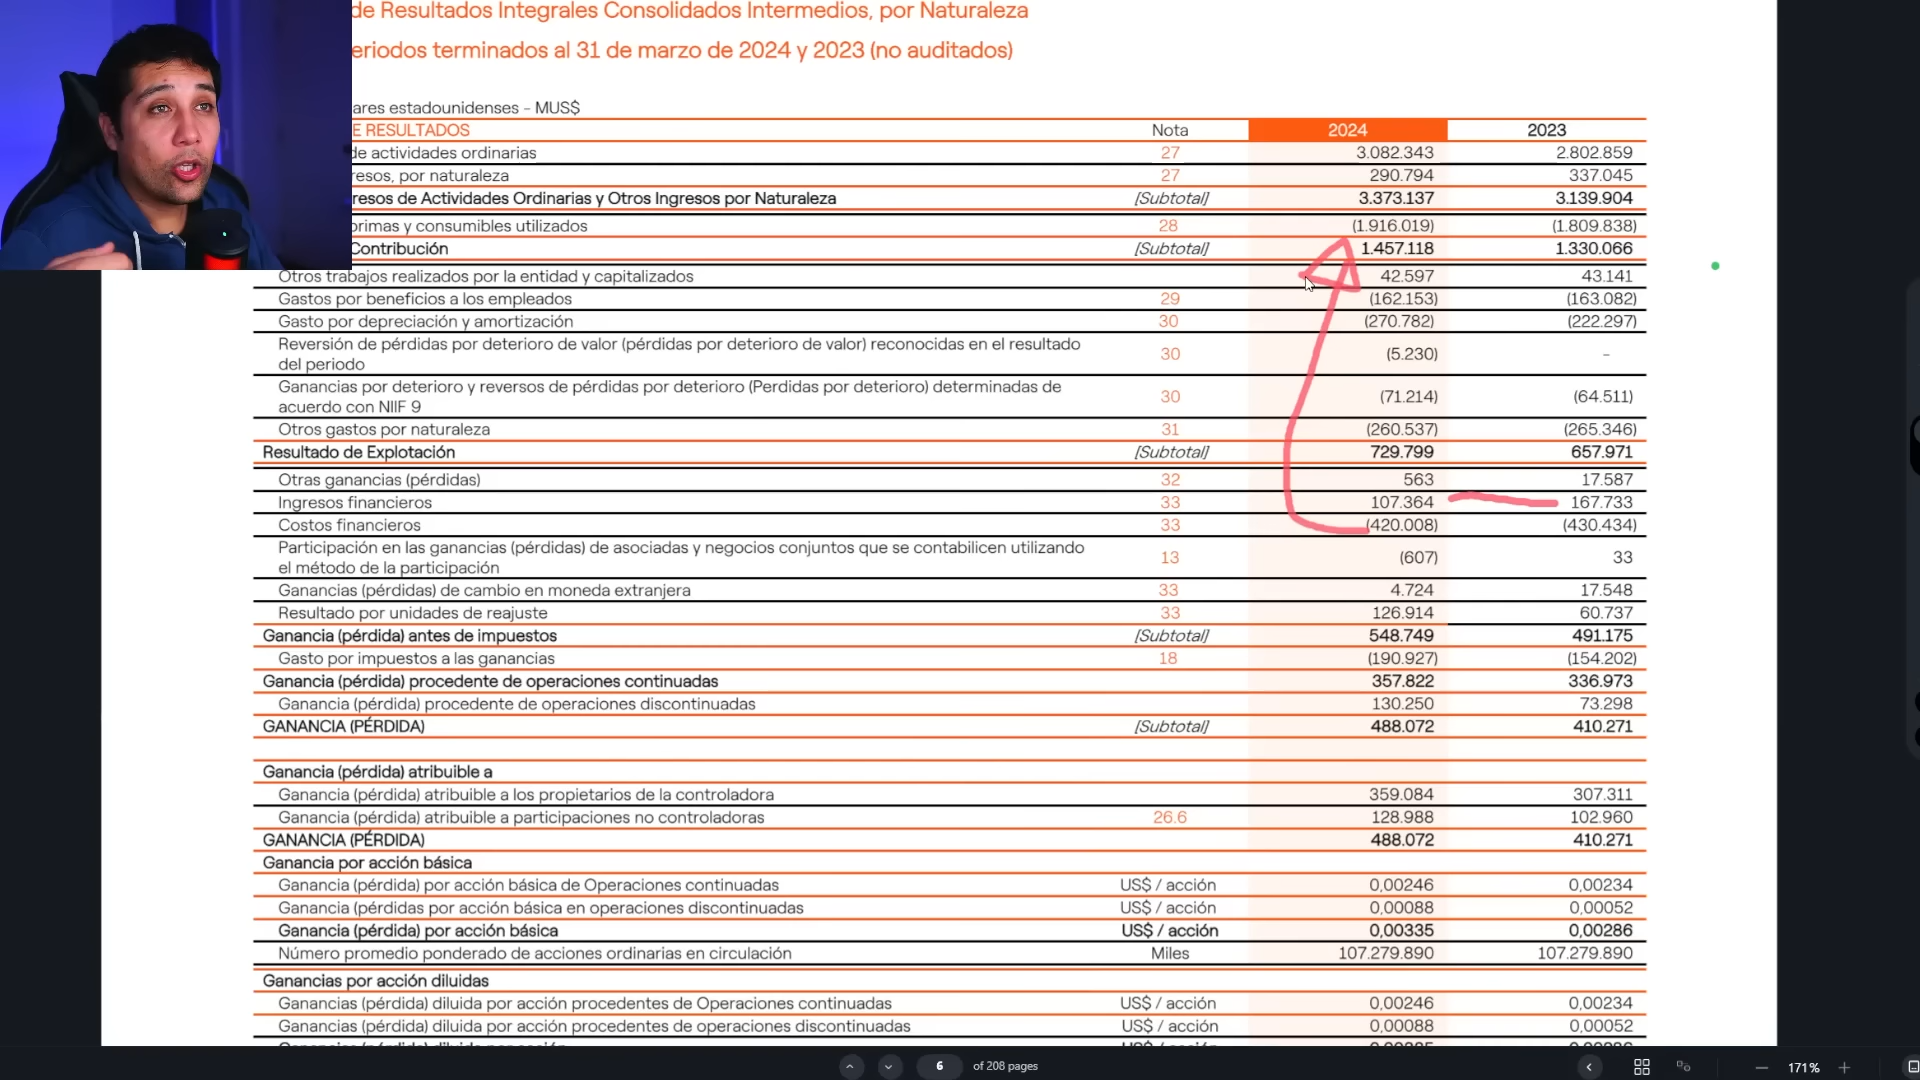 de Resultados Integrales Consolidados Intermedios, por Naturaleza
eriodos terminados al 31 de marzo de 2024 y 2023 (no auditados)
ares estadounidenses - MUS$
E RESULTADOS Nota 2024 2023
de actividades ordinarias 27 3.082.343 2.802.859
resos, por naturaleza 27 290.794 337.045
resos de Actividades Ordinarias y Otros Ingresos por Naturaleza [Subtotal] 3.373.137 3.139.904
primas y consumibles utilizados 28 (1.916.019) (1.809.838)
Contribución [Subtotal] 1.457.118 1.330.066
Otros trabajos realizados por la entidad y capitalizados 42.597 43.141
Gastos por beneficios a los empleados 29 (162.153) (163.082)
Gasto por depreciación y amortización 30 (270.782) (222.297)
Reversión de pérdidas por deterioro de valor (pérdidas por deterioro de valor) reconocidas en el resultado
del periodo 30 (5.230) -
Ganancias por deterioro y reversos de pérdidas por deterioro (Perdidas por deterioro) determinadas de
acuerdo con NIIF 9 30 (71.214) (64.511)
Otros gastos por naturaleza 31 (260.537) (265.346)
Resultado de Explotación [Subtotal] 729.799 657.971
Otras ganancias (pérdidas) 32 563 17.587
Ingresos financieros 33 107.364 167.733
Costos financieros 33 (420.008) (430.434)
Participación en las ganancias (pérdidas) de asociadas y negocios conjuntos que se contabilicen utilizando
el método de la participación 13 (607) 33
Ganancias (pérdidas) de cambio en moneda extranjera 33 4.724 17.548
Resultado por unidades de reajuste 33 126.914 60.737
Ganancia (pérdida) antes de impuestos [Subtotal] 548.749 491.175
Gasto por impuestos a las ganancias 18 (190.927) (154.202)
Ganancia (pérdida) procedente de operaciones continuadas 357.822 336.973
Ganancia (pérdida) procedente de operaciones discontinuadas 130.250 73.298
GANANCIA (PÉRDIDA) [Subtotal] 488.072 410.271
Ganancia (pérdida) atribuible a
Ganancia (pérdida) atribuible a los propietarios de la controladora 359.084 307.311
Ganancia (pérdida) atribuible a participaciones no controladoras 26.6 128.988 102.960
GANANCIA (PÉRDIDA) 488.072 410.271
Ganancia por acción básica
Ganancia (pérdida) por acción básica de Operaciones continuadas US$ / acción 0,00246 0,00234
Ganancia (pérdidas por acción básica en operaciones discontinuadas US$ / acción 0,00088 0,00052
Ganancia (pérdida) por acción básica US$ / acción 0,00335 0,00286
Número promedio ponderado de acciones ordinarias en circulación Miles 107.279.890 107.279.890
Ganancias por acción diluidas
Ganancias (pérdida) diluida por acción procedentes de Operaciones continuadas US$ / acción 0,00246 0,00234
Ganancias (pérdida) diluida por acción procedentes de operaciones discontinuadas US$ / acción 0,00088 0,00052
6 of 208 pages 171%